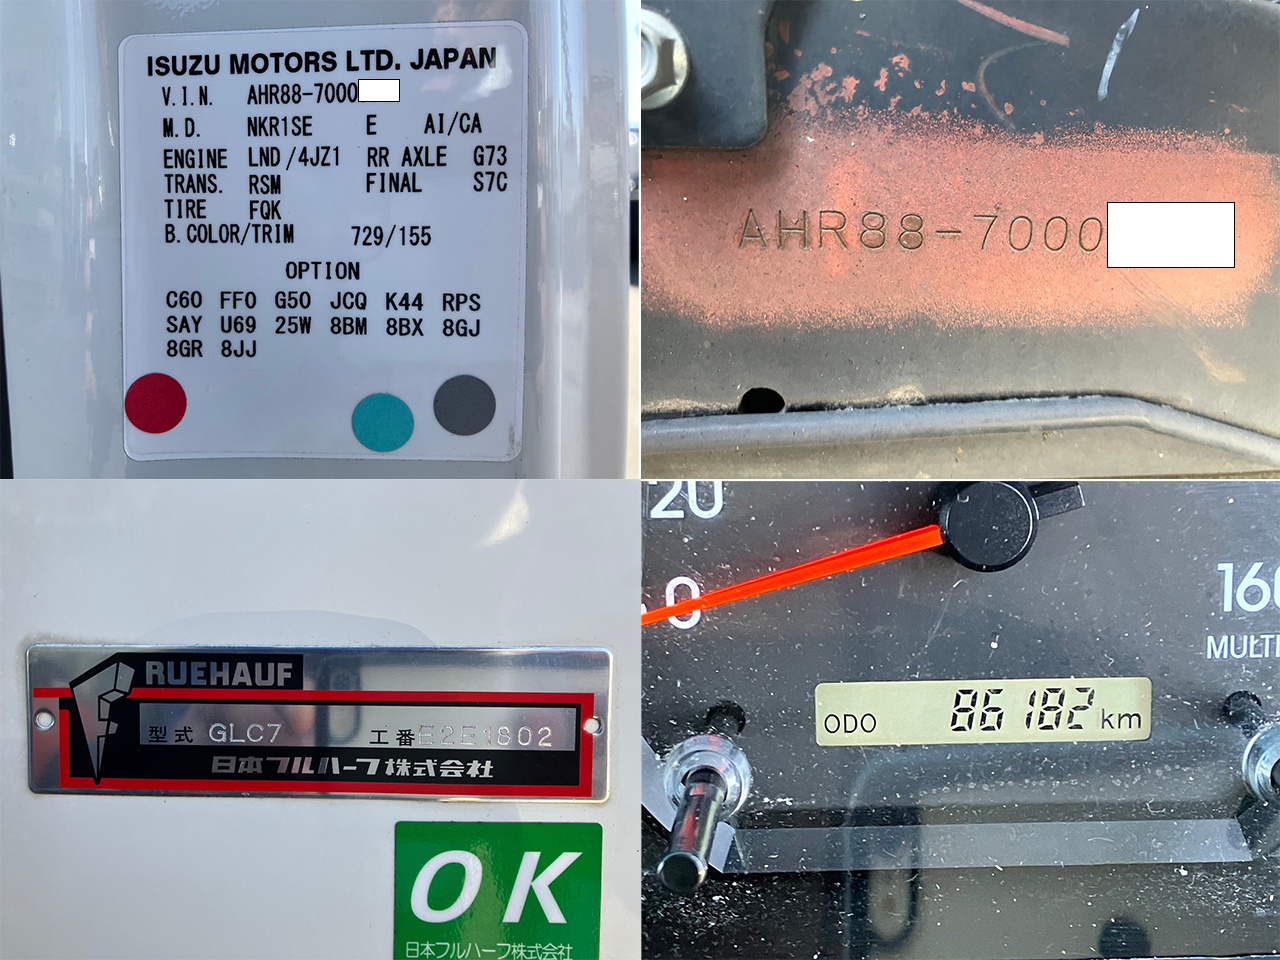 ISUZU MOTORS LTD. JAPAN
V.I.N. AHR88-7000
M.D. NKR1SE E AI/CA
ENGINE LND/4JZ1 RR AXLE G73
TRANS. RSM FINAL S7C
TIRE FQK
B.COLOR/TRIM 729/155
OPTION
C60 FF0 G50 JCQ K44 RPS
SAY U69 25W 8BM 8BX 8GJ
8GR 8JJ
AHR88-7000
RUEHAUF
型式 GLC7 工番 E2E1802
日本フルハーフ株式会社
OK
日本フルハーフ株式会社
20
0
160
MULTI
ODO 86182 km